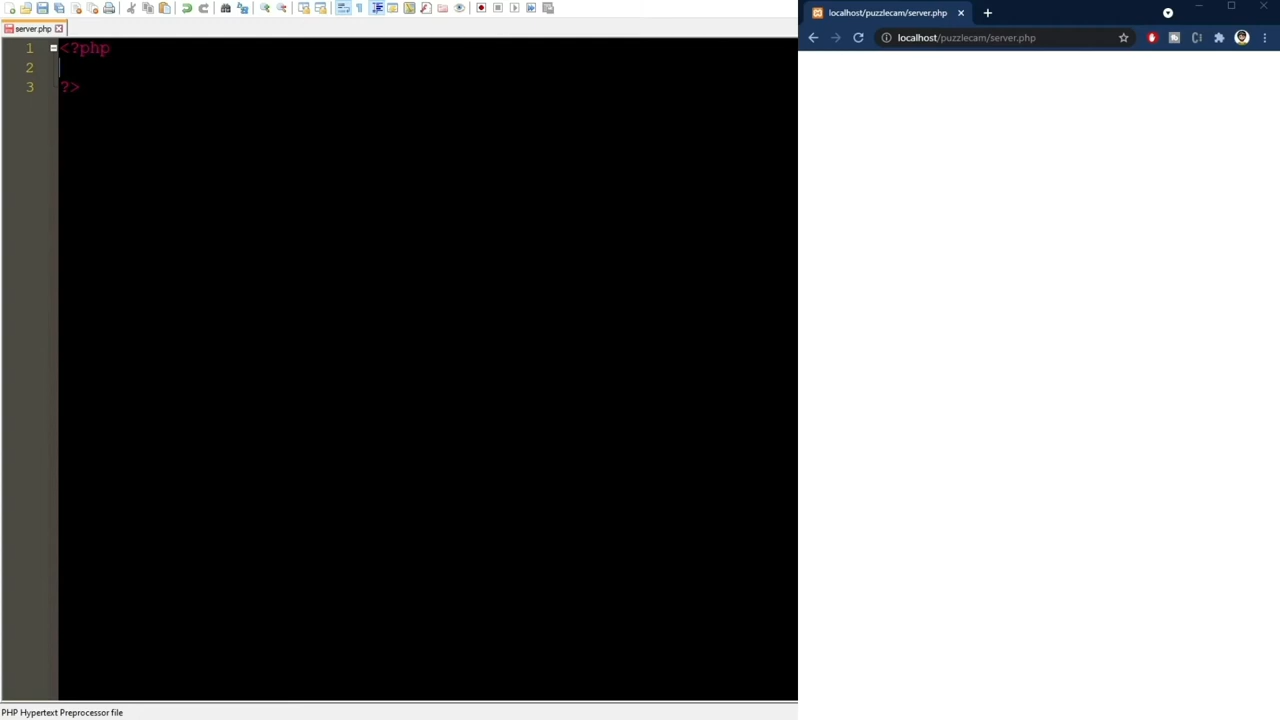 server.php
1 <?php
2
3 ?>
PHP Hypertext Preprocessor file
localhost/puzzlecam/server.php
localhost/puzzlecam/server.php